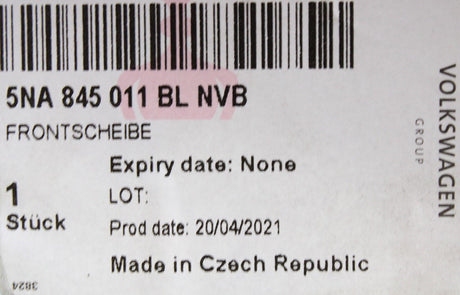 5NA 845 011 BL NVB
FRONTSCHEIBE
Expiry date: None
1
LOT:
Stück
Prod date: 20/04/2021
Made in Czech Republic
3824
VOLKSWAGEN
GROUP